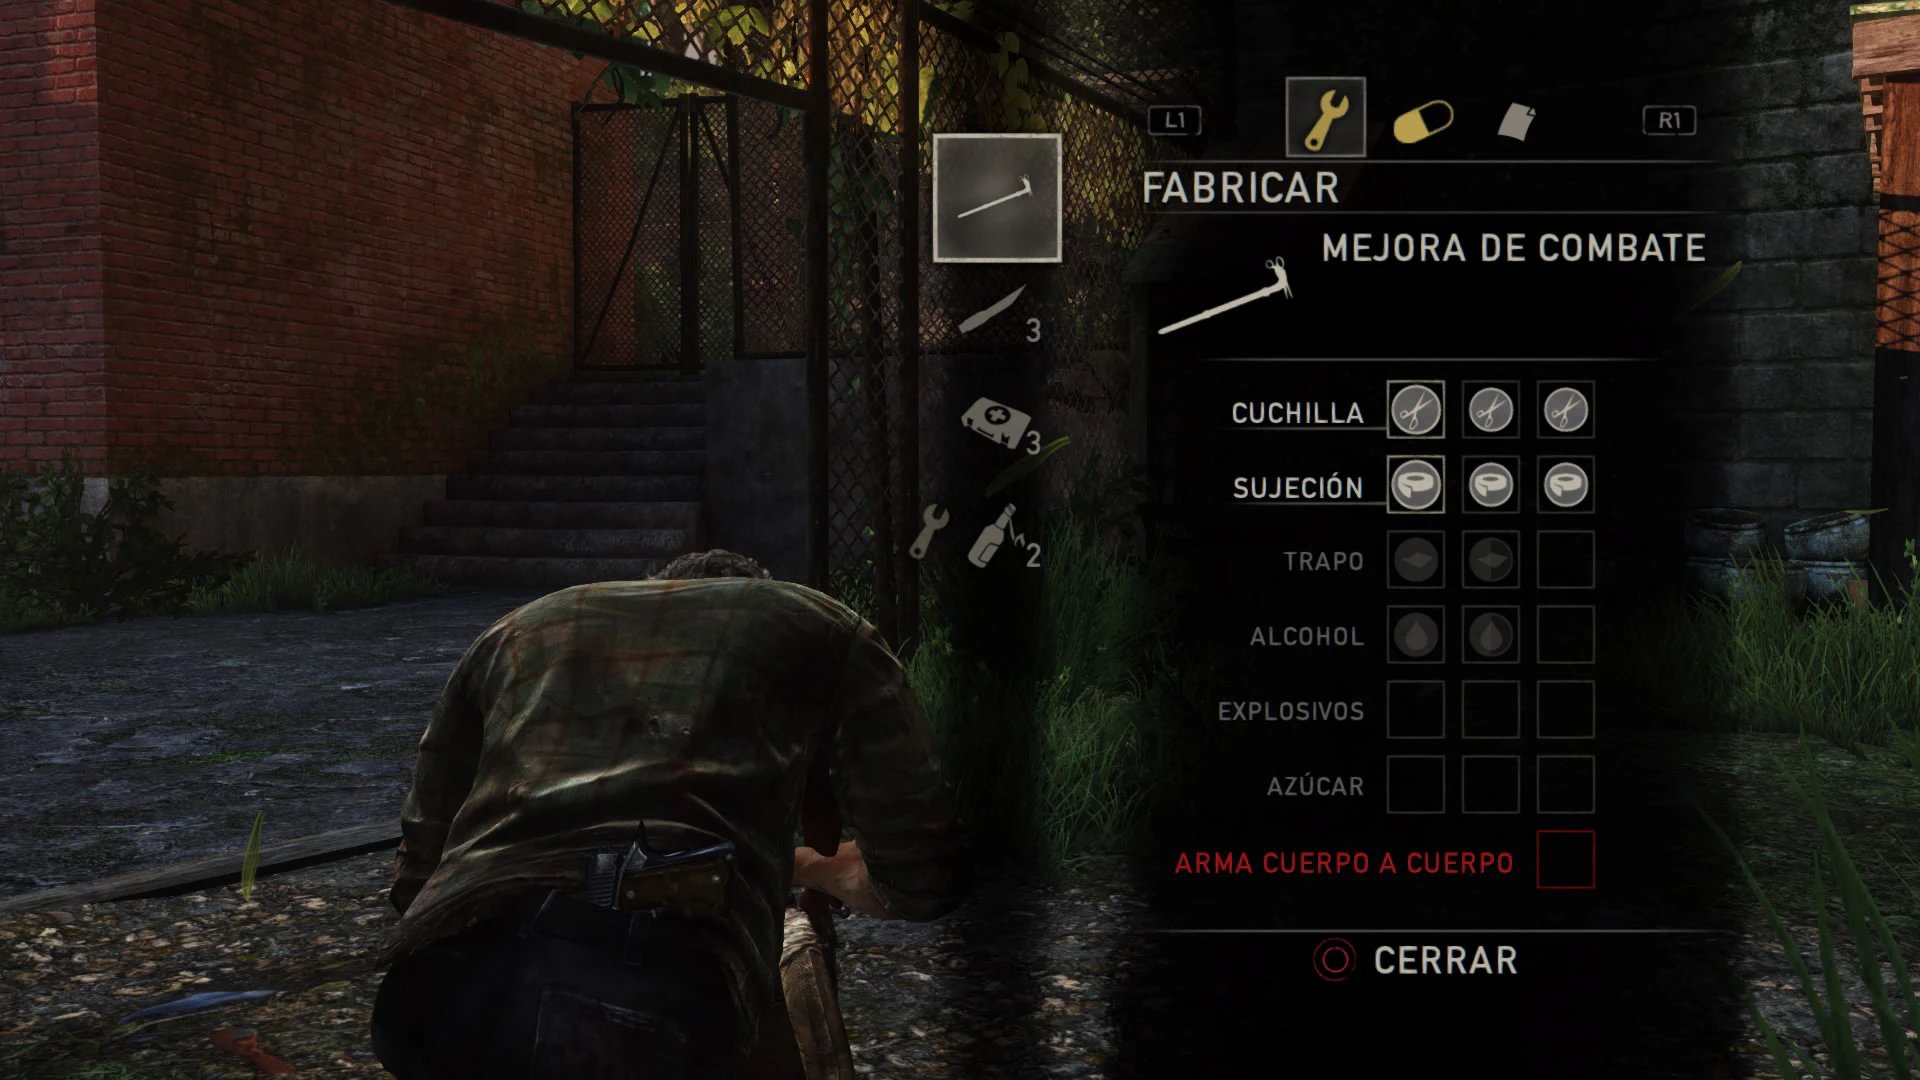 L1
R1
FABRICAR
MEJORA DE COMBATE
3
3
2
CUCHILLA
SUJECIÓN
TRAPO
ALCOHOL
EXPLOSIVOS
AZÚCAR
ARMA CUERPO A CUERPO
CERRAR